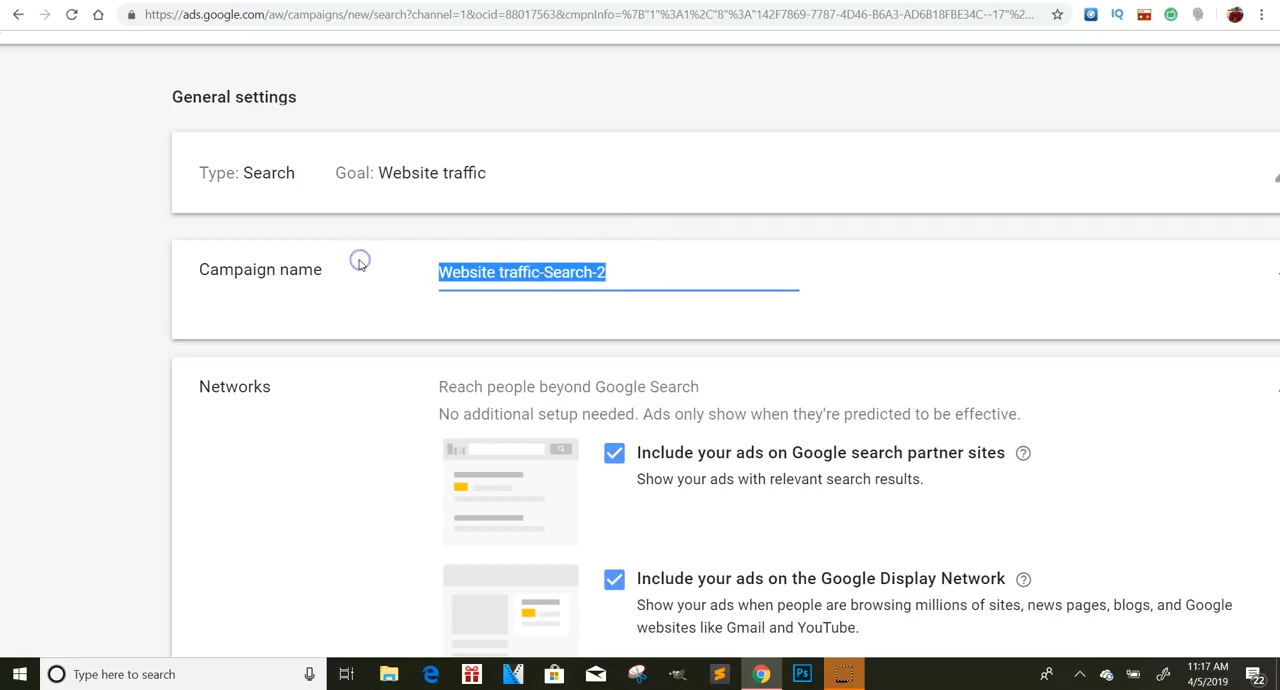 https://ads.google.com/aw/campaigns/new/search?channel=1&ocid=88017563&cmpnInfo=%7B"1"%3A1%2C"8"%3A"142F7869-7787-4D46-B6A3-AD6B18FBE34C--17"%2...
IQ
General settings
Type: Search Goal: Website traffic
Campaign name Website traffic-Search-2
Networks Reach people beyond Google Search
No additional setup needed. Ads only show when they're predicted to be effective.
Include your ads on Google search partner sites
Show your ads with relevant search results.
Include your ads on the Google Display Network
Show your ads when people are browsing millions of sites, news pages, blogs, and Google
websites like Gmail and YouTube.
Type here to search
Ps
11:17 AM
4/5/2019
22